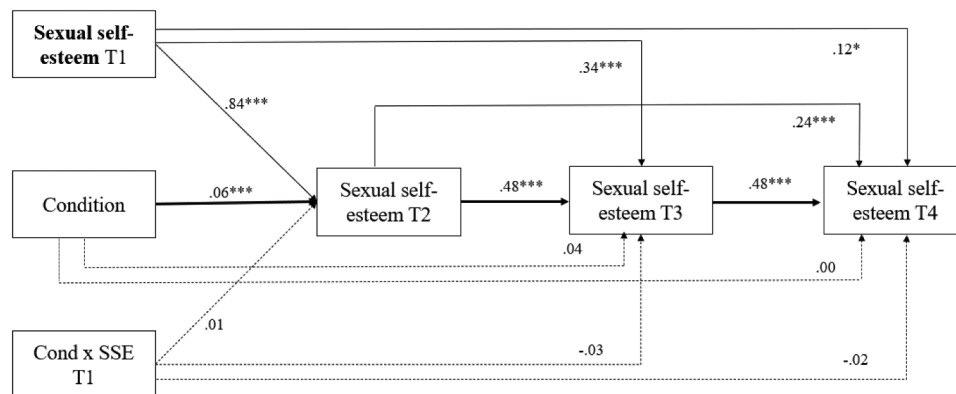 Sexual self-
esteem T1
.12*
.34***
.84***
.24***
Condition
.06***
Sexual self-
esteem T2
.48***
Sexual self-
esteem T3
.48***
Sexual self-
esteem T4
.04
.00
.01
Cond x SSE
T1
-.03
-.02